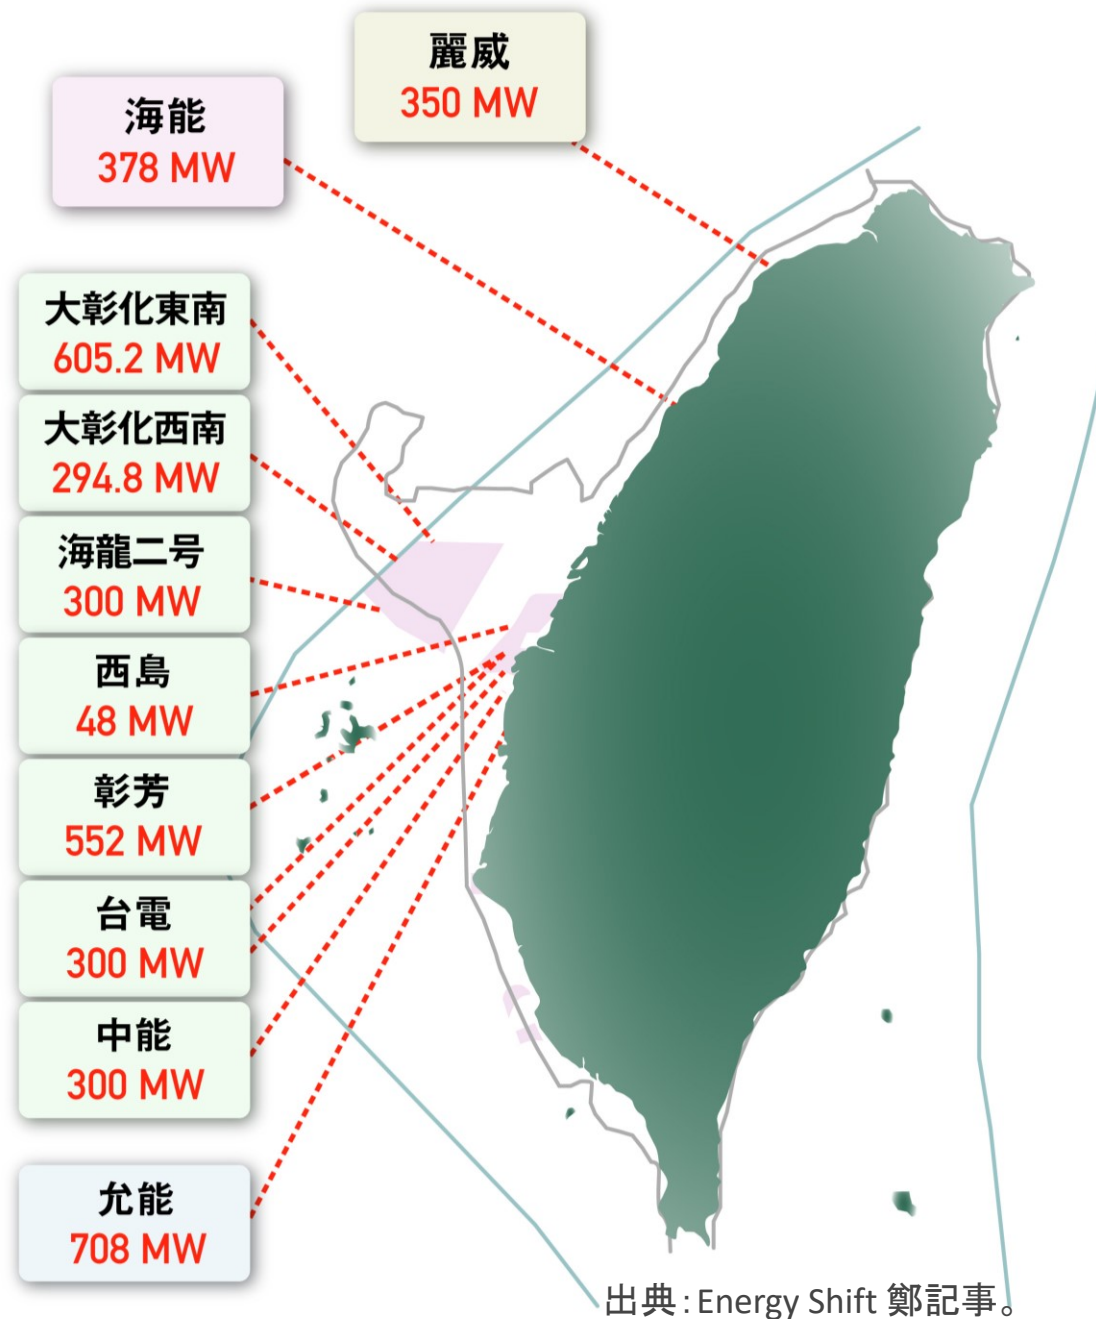 麗威
350 MW
海能
378 MW
大彰化東南
605.2 MW
大彰化西南
294.8 MW
海龍二号
300 MW
西島
48 MW
彰芳
552 MW
台電
300 MW
中能
300 MW
允能
708 MW
出典：Energy Shift 鄭記事。